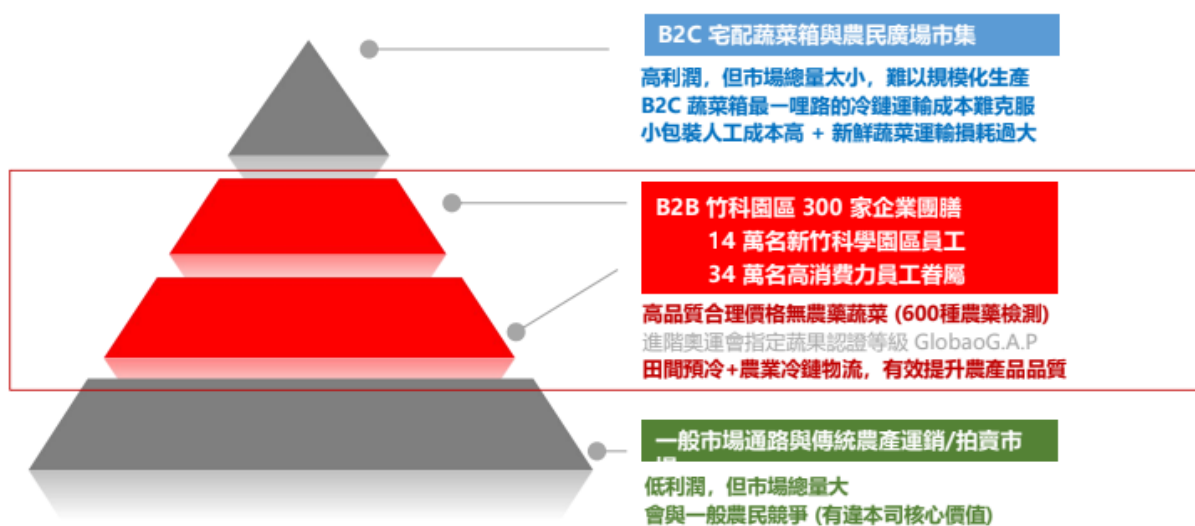 B2C 宅配蔬菜箱與農民廣場市集
高利潤，但市場總量太小，難以規模化生產
B2C 蔬菜箱最一哩路的冷鏈運輸成本難克服
小包裝人工成本高 + 新鮮蔬菜運輸損耗過大
B2B 竹科園區 300 家企業團膳
14 萬名新竹科學園區員工
34 萬名高消費力員工眷屬
高品質合理價格無農藥蔬菜 (600種農藥檢測)
進階奧運會指定蔬果認證等級 GlobaoG.A.P
田間預冷+農業冷鏈物流，有效提升農產品品質
一般市場通路與傳統農產運銷/拍賣市
低利潤，但市場總量大
會與一般農民競爭 (有違本司核心價值)